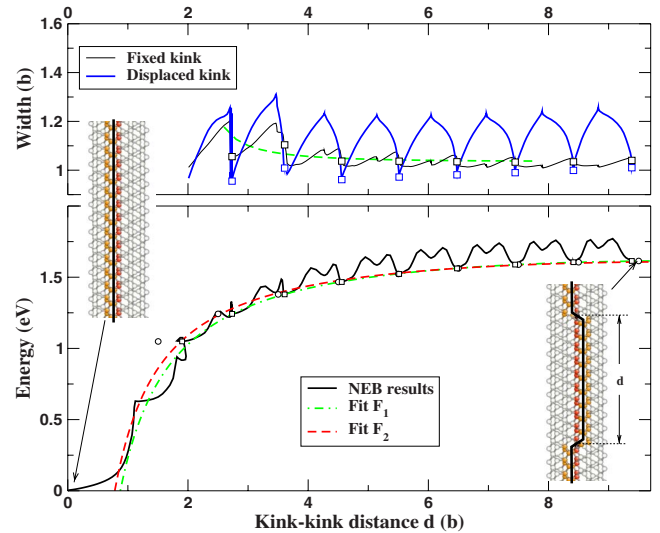 0 2 4 6 8
1.6
1.4
1.2
1
Width (b)
Fixed kink
Displaced kink
1.5
1
0.5
0
Energy (eV)
NEB results
Fit F1
Fit F2
d
0 2 4 6 8
Kink-kink distance d (b)